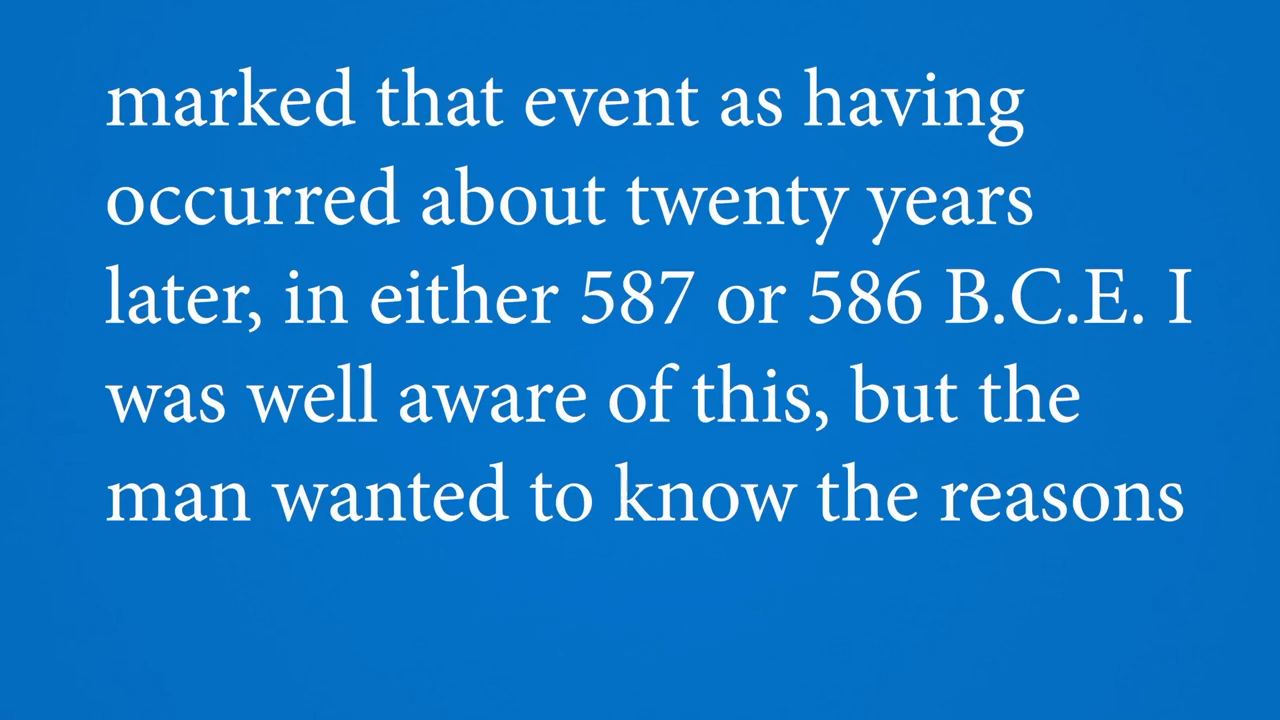 marked that event as having
occurred about twenty years
later, in either 587 or 586 B.C.E. I
was well aware of this, but the
man wanted to know the reasons